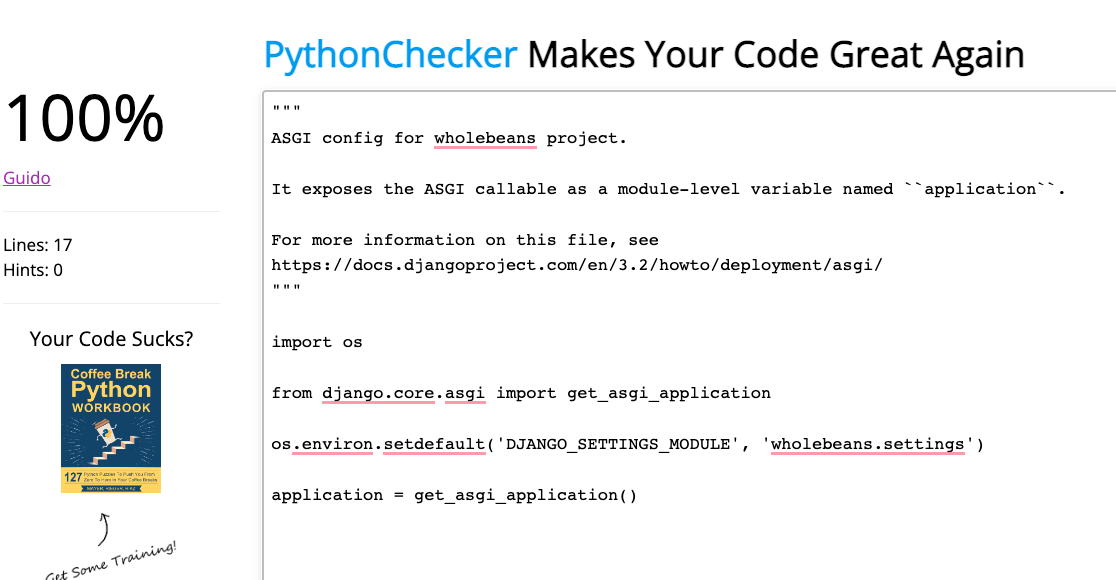 PythonChecker Makes Your Code Great Again
100%
Guido
Lines: 17
Hints: 0
Your Code Sucks?
Coffee Break
Python
WORKBOOK
127 Python Puzzles To Push You From
Zero To Hero in Your Coffee Breaks
MAYER, RIEGER, RIAZ
Get Some Training!
"""
ASGI config for wholebeans project.
It exposes the ASGI callable as a module-level variable named ``application``.
For more information on this file, see
https://docs.djangoproject.com/en/3.2/howto/deployment/asgi/
"""
import os
from django.core.asgi import get_asgi_application
os.environ.setdefault('DJANGO_SETTINGS_MODULE', 'wholebeans.settings')
application = get_asgi_application()